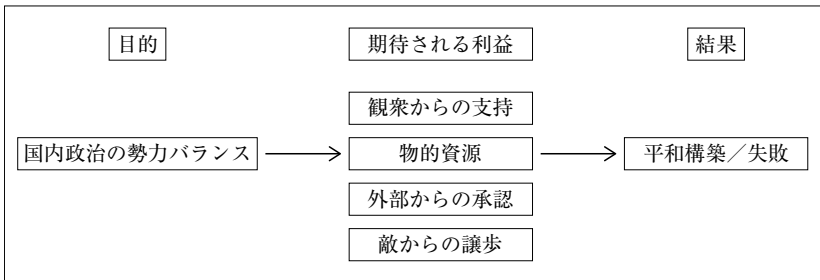 目的
期待される利益
結果
観衆からの支持
国内政治の勢力バランス
物的資源
平和構築／失敗
外部からの承認
敵からの譲歩